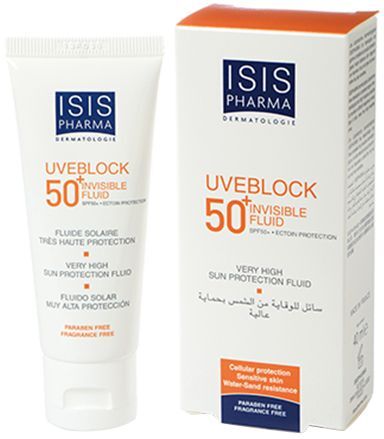 ISIS
PHARMA
DERMATOLOGIE
UVEBLOCK
50+ INVISIBLE
FLUID
SPF50+ • ECTOIN PROTECTION
FLUIDE SOLAIRE
TRÈS HAUTE PROTECTION
VERY HIGH
SUN PROTECTION FLUID
FLUIDO SOLAR
MUY ALTA PROTECCIÓN
PARABEN FREE
FRAGRANCE FREE
ISIS
PHARMA
DERMATOLOGIE
UVEBLOCK
50+ INVISIBLE
FLUID
SPF50+ • ECTOIN PROTECTION
VERY HIGH
SUN PROTECTION FLUID
سائل للوقاية من الشمس بحماية
عالية
Cellular protection
Sensitive skin
Water-Sand resistance
PARABEN FREE
FRAGRANCE FREE